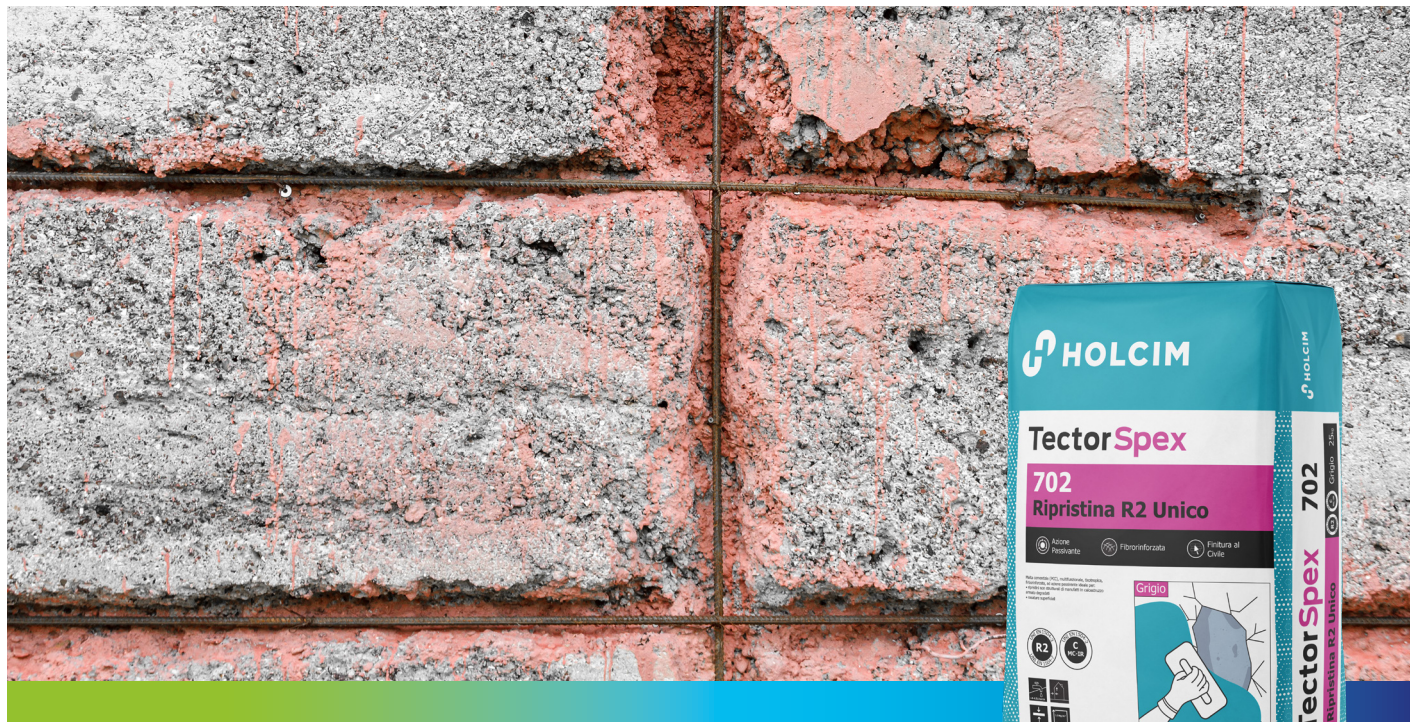 HOLCIM
HOLCIM
TectorSpex
702
Ripristina R2 Unico
Azione
Passivante
Fibrorinforzata
Finitura al
Civile
Grigio
R2
C
MC-IR
TectorSpex 702
Ripristina R2 Unico
R2
C
Grigio 25